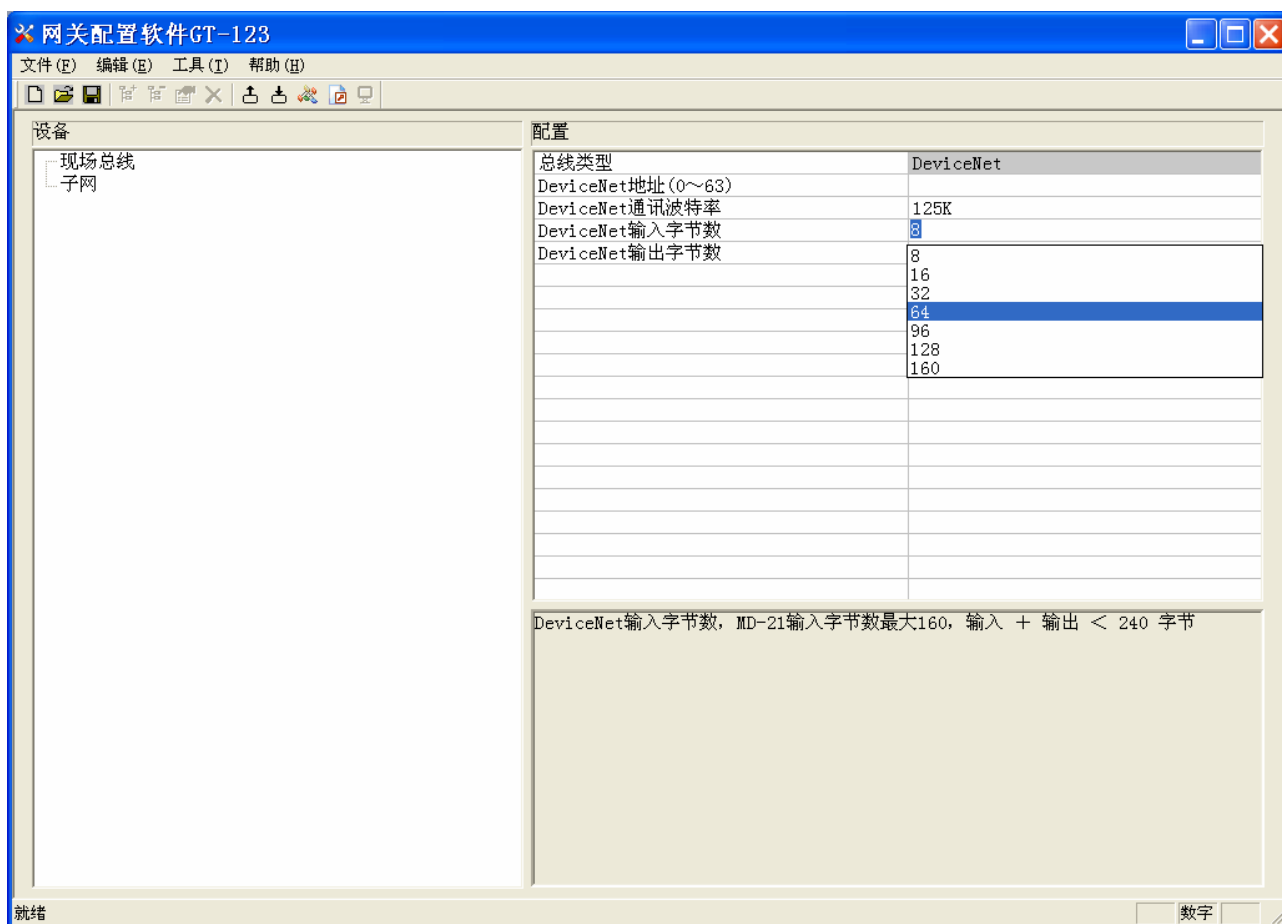 网关配置软件GT-123
文件(F) 编辑(E) 工具(T) 帮助(H)
设备
现场总线
子网
配置
总线类型 DeviceNet
DeviceNet地址(0～63)
DeviceNet通讯波特率 125K
DeviceNet输入字节数 8
DeviceNet输出字节数
8
16
32
64
96
128
160
DeviceNet输入字节数, MD-21输入字节数最大160, 输入 ＋ 输出 ＜ 240 字节
就绪 数字